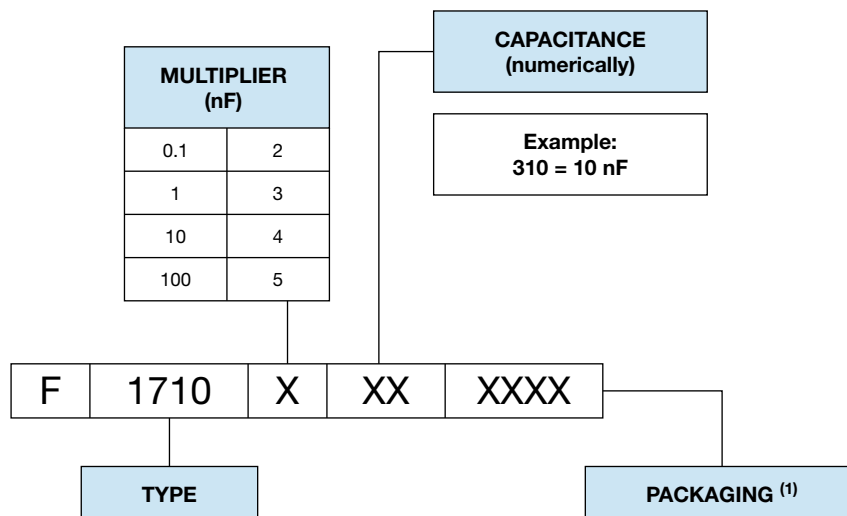 MULTIPLIER
(nF)
0.1 2
1 3
10 4
100 5
CAPACITANCE
(numerically)
Example:
310 = 10 nF
F 1710 X XX XXXX
TYPE
PACKAGING (1)